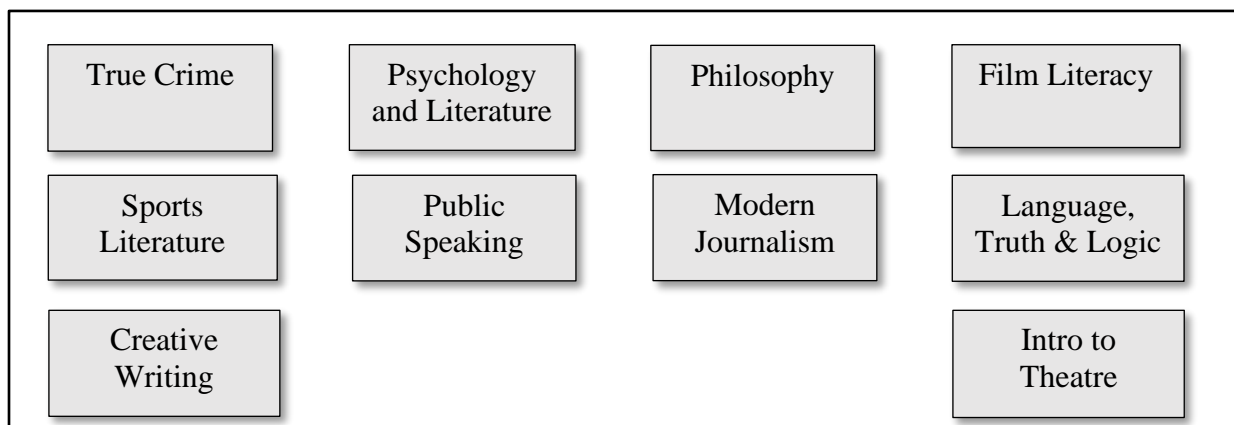 True Crime
Psychology
and Literature
Philosophy
Film Literacy
Sports
Literature
Public
Speaking
Modern
Journalism
Language,
Truth & Logic
Creative
Writing
Intro to
Theatre